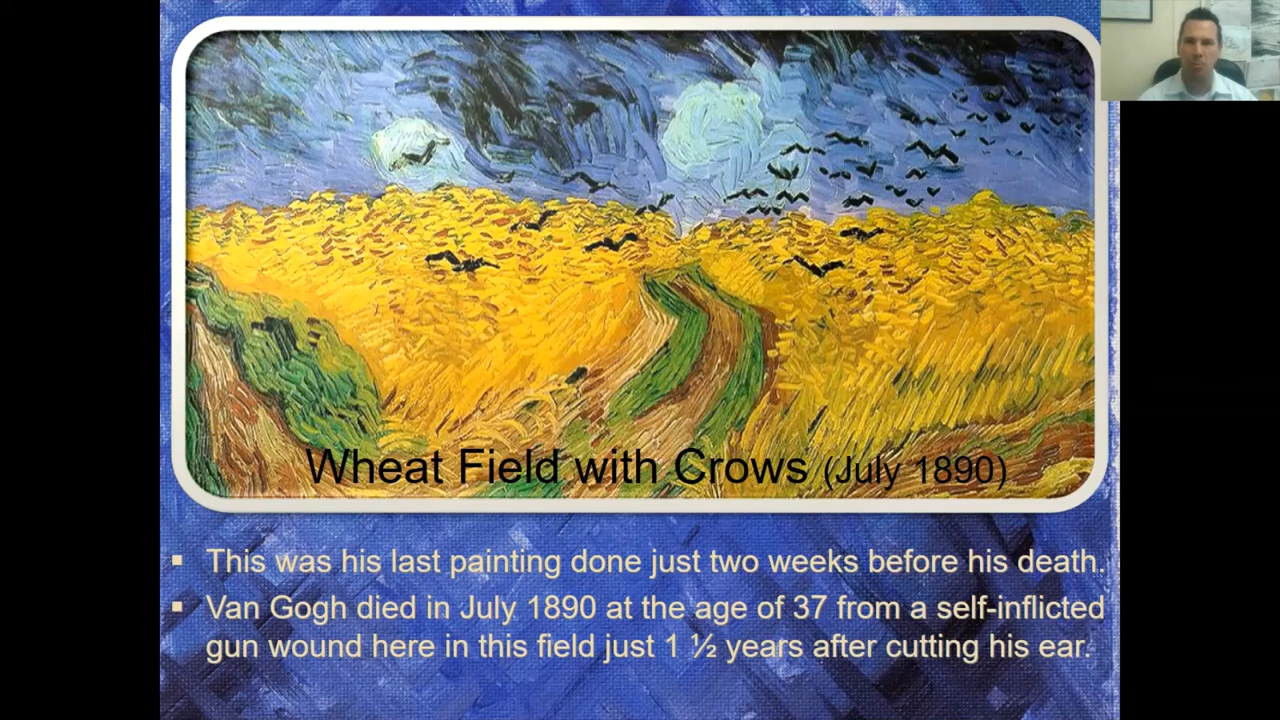 Wheat Field with Crows (July 1890)
▪ This was his last painting done just two weeks before his death.
▪ Van Gogh died in July 1890 at the age of 37 from a self-inflicted
gun wound here in this field just 1 ½ years after cutting his ear.